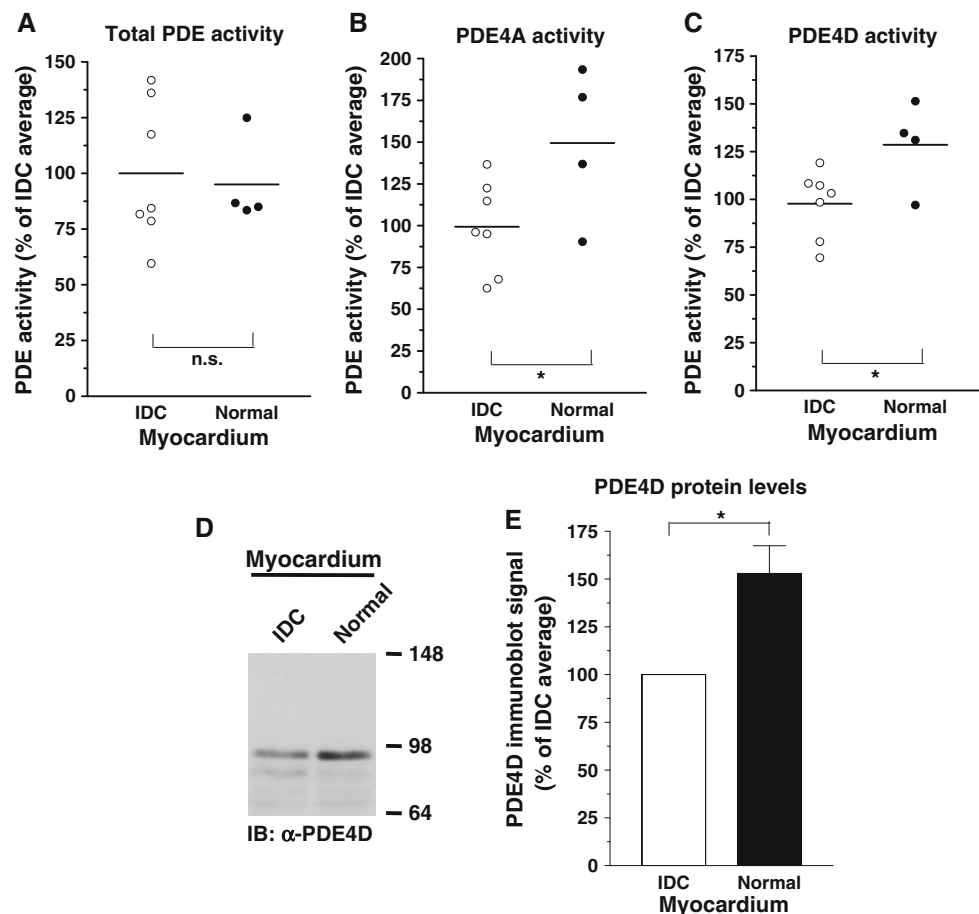 A
Total PDE activity
PDE activity (% of IDC average)
150
125
100
75
50
25
0
n.s.
IDC
Normal
Myocardium
B
PDE4A activity
PDE activity (% of IDC average)
200
175
150
125
100
75
50
25
0
*
IDC
Normal
Myocardium
C
PDE4D activity
PDE activity (% of IDC average)
175
150
125
100
75
50
25
0
*
IDC
Normal
Myocardium
D
Myocardium
IDC
Normal
148
98
64
IB: α-PDE4D
PDE4D protein levels
E
PDE4D immunoblot signal
(% of IDC average)
175
150
125
100
75
50
25
0
*
IDC
Normal
Myocardium